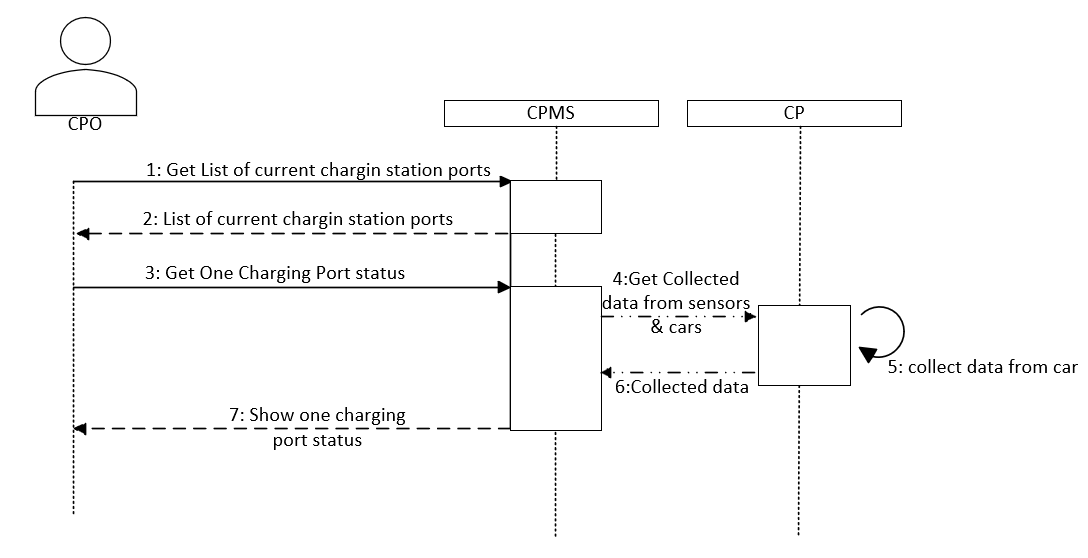 CPO
CPMS
CP
1: Get List of current chargin station ports
2: List of current chargin station ports
3: Get One Charging Port status
4:Get Collected
data from sensors
& cars
5: collect data from car
6:Collected data
7: Show one charging
port status